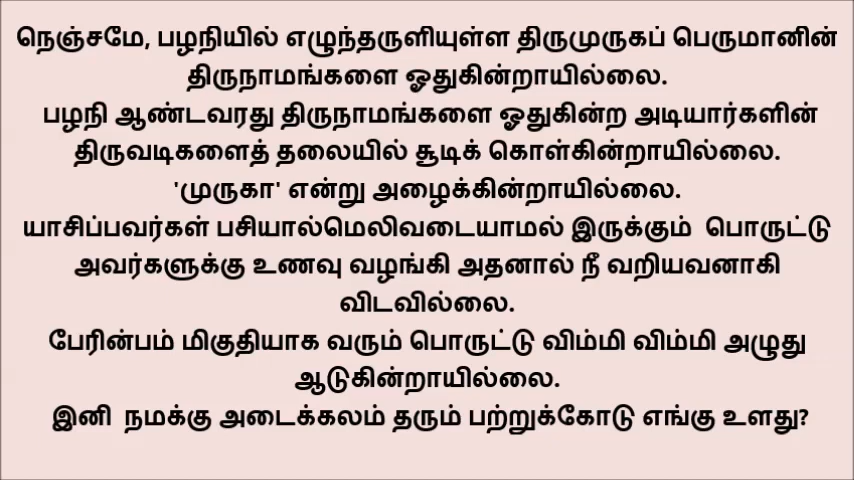 நெஞ்சமே, பழநியில் எழுந்தருளியுள்ள திருமுருகப் பெருமானின்
திருநாமங்களை ஓதுகின்றாயில்லை.
பழநி ஆண்டவரது திருநாமங்களை ஓதுகின்ற அடியார்களின்
திருவடிகளைத் தலையில் சூடிக் கொள்கின்றாயில்லை.
'முருகா' என்று அழைக்கின்றாயில்லை.
யாசிப்பவர்கள் பசியால்மெலிவடையாமல் இருக்கும் பொருட்டு
அவர்களுக்கு உணவு வழங்கி அதனால் நீ வறியவனாகி
விடவில்லை.
பேரின்பம் மிகுதியாக வரும் பொருட்டு விம்மி விம்மி அழுது
ஆடுகின்றாயில்லை.
இனி நமக்கு அடைக்கலம் தரும் பற்றுக்கோடு எங்கு உளது?